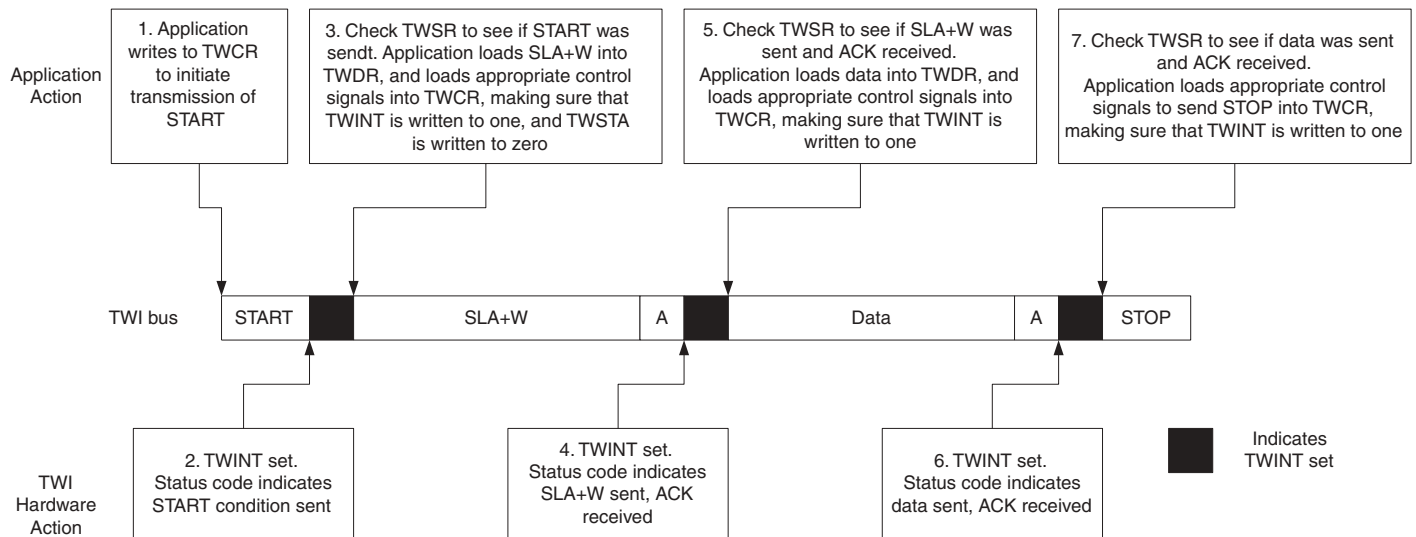 Application
Action
1. Application
writes to TWCR
to initiate
transmission of
START
3. Check TWSR to see if START was
sendt. Application loads SLA+W into
TWDR, and loads appropriate control
signals into TWCR, making sure that
TWINT is written to one, and TWSTA
is written to zero
5. Check TWSR to see if SLA+W was
sent and ACK received.
Application loads data into TWDR, and
loads appropriate control signals into
TWCR, making sure that TWINT is
written to one
7. Check TWSR to see if data was sent
and ACK received.
Application loads appropriate control
signals to send STOP into TWCR,
making sure that TWINT is written to one
TWI bus
START
SLA+W
A
Data
A
STOP
TWI
Hardware
Action
2. TWINT set.
Status code indicates
START condition sent
4. TWINT set.
Status code indicates
SLA+W sent, ACK
received
6. TWINT set.
Status code indicates
data sent, ACK received
Indicates
TWINT set